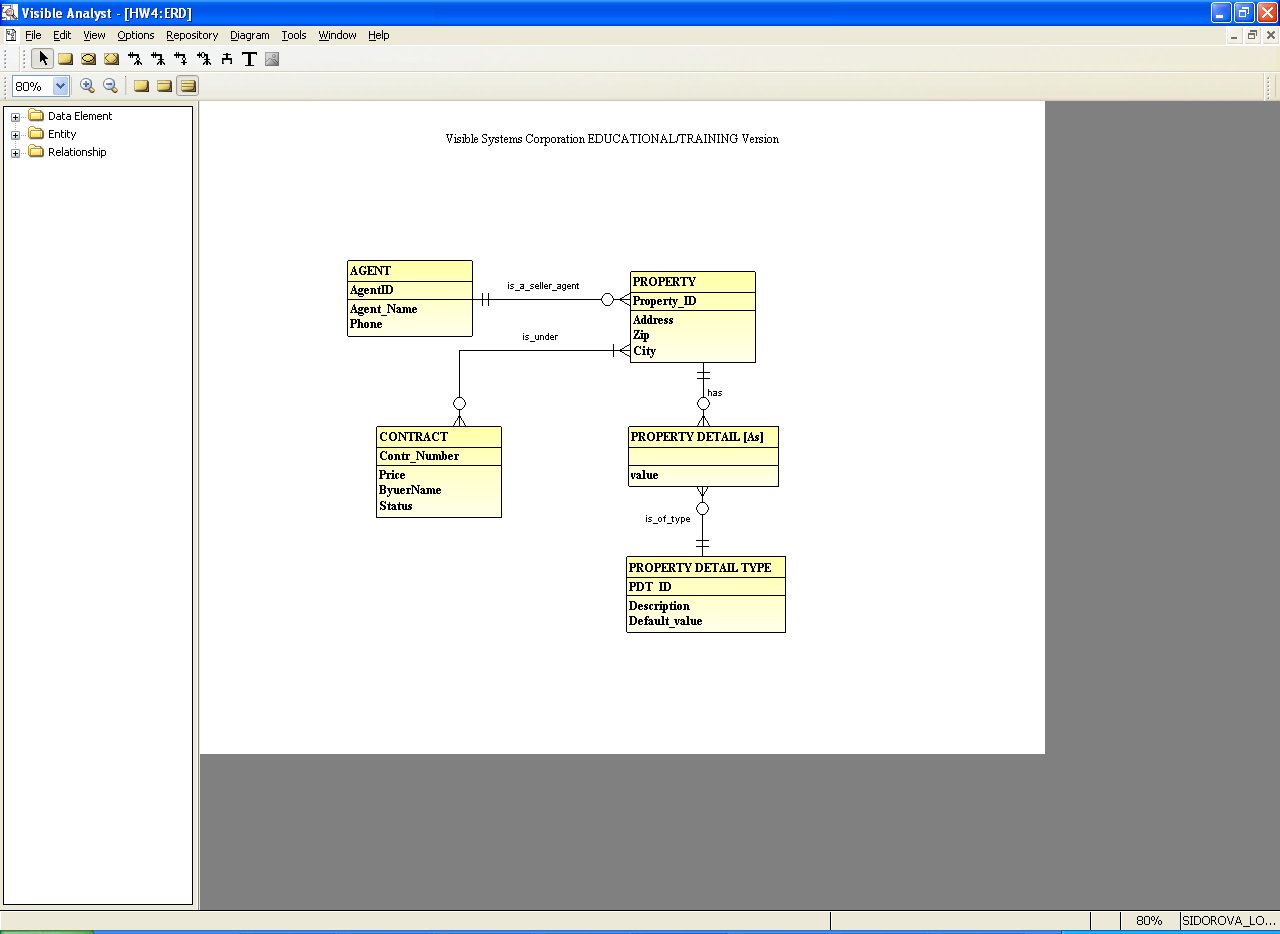 Visible Analyst - [HW4:ERD]
File Edit View Options Repository Diagram Tools Window Help
80%
Data Element
Entity
Relationship
Visible Systems Corporation EDUCATIONAL/TRAINING Version
AGENT
AgentID
Agent_Name
Phone
is_a_seller_agent
PROPERTY
Property_ID
Address
Zip
City
is_under
has
CONTRACT
Contr_Number
Price
ByuerName
Status
PROPERTY DETAIL [As]
value
is_of_type
PROPERTY DETAIL TYPE
PDT_ID
Description
Default_value
80% SIDOROVA_LO...